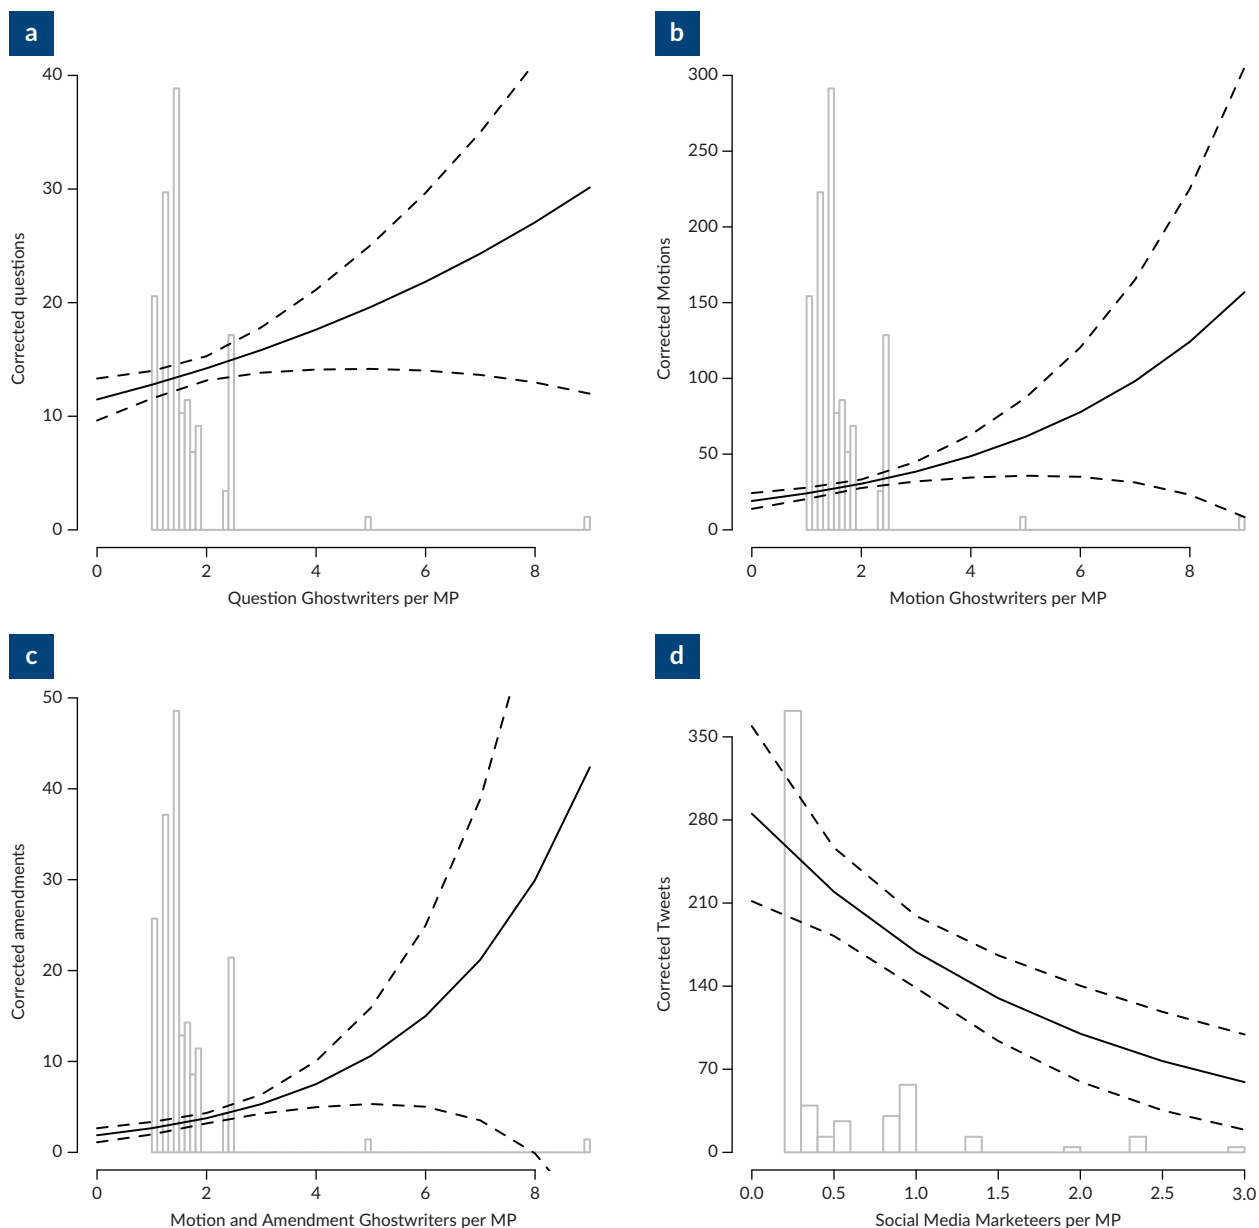 a
40
30
20
10
0
Corrected questions
0 2 4 6 8
Question Ghostwriters per MP
b
300
250
200
150
100
50
0
Corrected Motions
0 2 4 6 8
Motion Ghostwriters per MP
c
50
40
30
20
10
0
Corrected amendments
0 2 4 6 8
Motion and Amendment Ghostwriters per MP
d
350
280
210
140
70
0
Corrected Tweets
0.0 0.5 1.0 1.5 2.0 2.5 3.0
Social Media Marketeers per MP